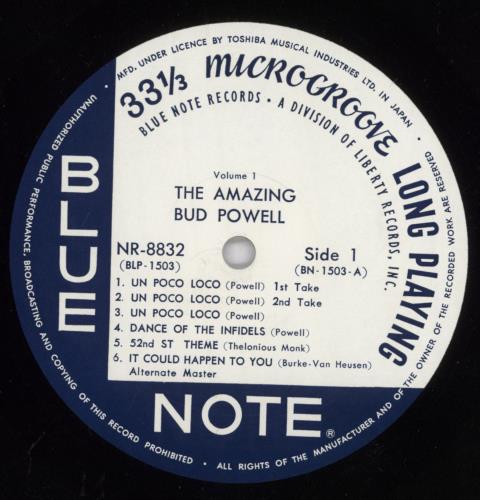 MFD. UNDER LICENCE BY TOSHIBA MUSICAL INDUSTRIES LTD. IN JAPAN •
33⅓ MICROGROOVE LONG PLAYING
BLUE NOTE RECORDS • A DIVISION OF LIBERTY RECORDS, INC.
Volume 1
THE AMAZING
BUD POWELL
NR-8832 Side 1
(BLP-1503) (BN-1503-A)
1. UN POCO LOCO (Powell) 1st Take
2. UN POCO LOCO (Powell) 2nd Take
3. UN POCO LOCO (Powell)
4. DANCE OF THE INFIDELS (Powell)
5. 52nd ST THEME (Thelonious Monk)
6. IT COULD HAPPEN TO YOU (Burke-Van Heusen)
Alternate Master
BLUE
NOTE®
ALL RIGHTS OF THE MANUFACTURER AND OF THE OWNER OF THE RECORDED WORK ARE RESERVED
UNAUTHORIZED PUBLIC PERFORMANCE, BROADCASTING AND COPYING OF THIS RECORD PROHIBITED •